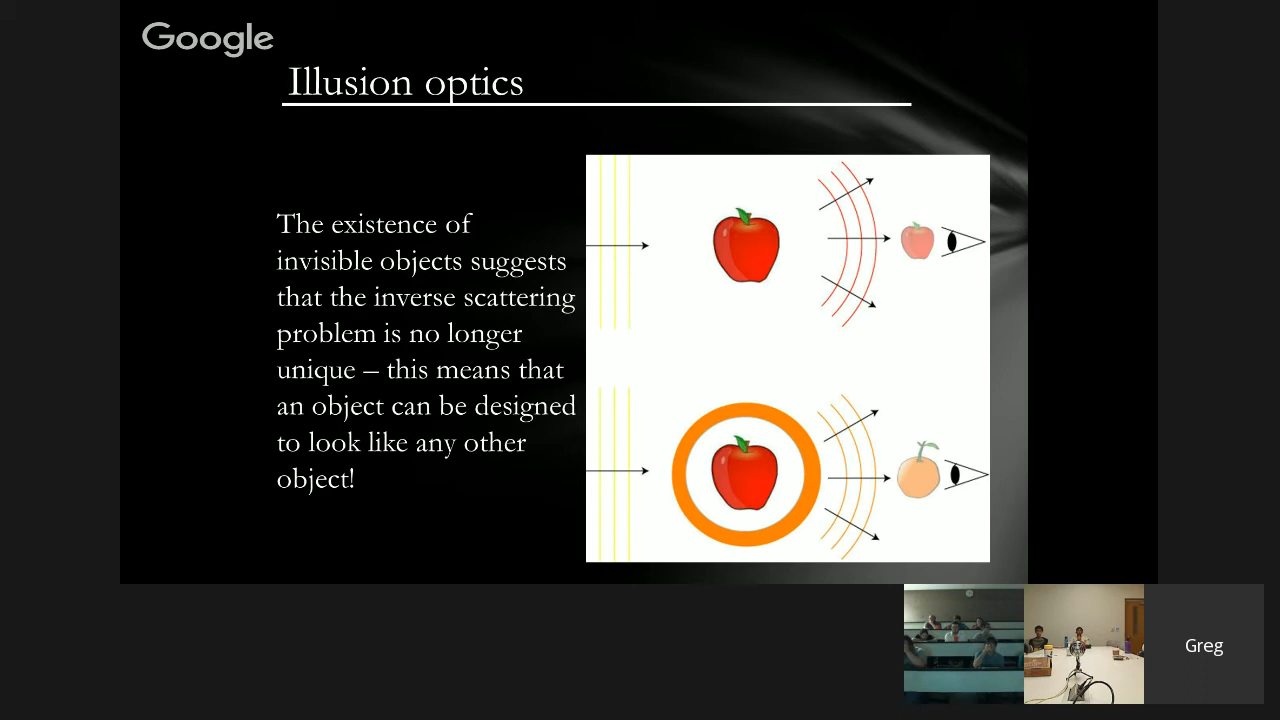 Google
Illusion optics
The existence of
invisible objects suggests
that the inverse scattering
problem is no longer
unique – this means that
an object can be designed
to look like any other
object!
Greg